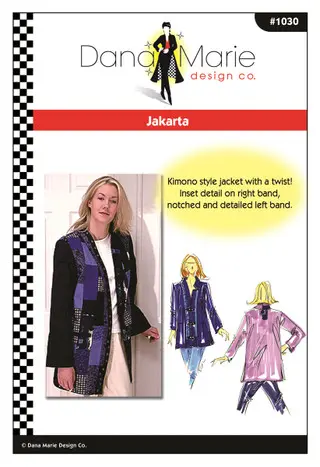 #1030
Dana Marie
design co.
Jakarta
Kimono style jacket with a twist!
Inset detail on right band,
notched and detailed left band.
© Dana Marie Design Co.